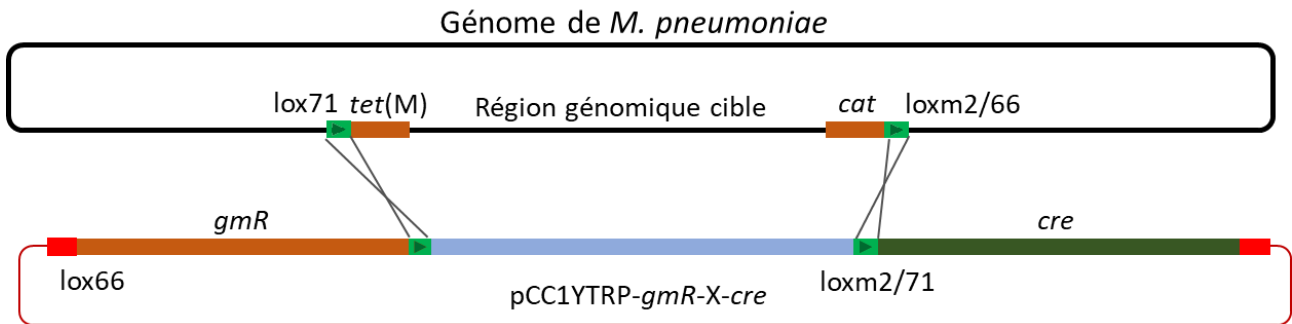 Génome de M. pneumoniae
lox71 tet(M) Région génomique cible cat loxm2/66
gmR cre
lox66 pCC1YTRP-gmR-X-cre loxm2/71